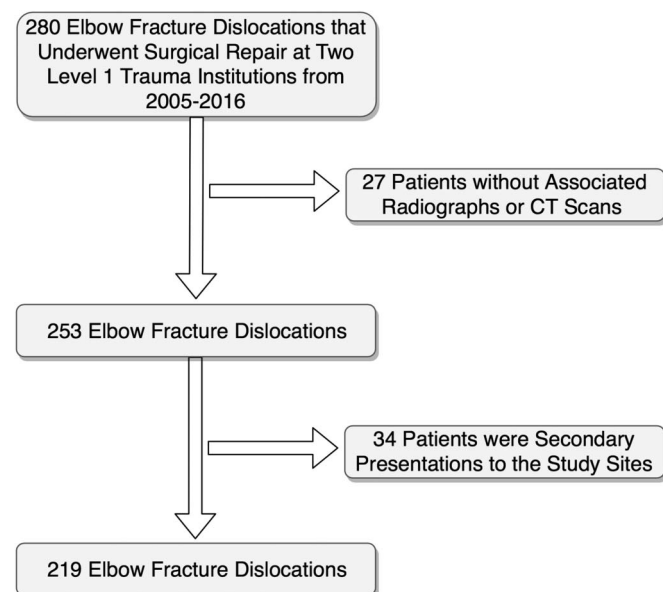 280 Elbow Fracture Dislocations that
Underwent Surgical Repair at Two
Level 1 Trauma Institutions from
2005-2016
27 Patients without Associated
Radiographs or CT Scans
253 Elbow Fracture Dislocations
34 Patients were Secondary
Presentations to the Study Sites
219 Elbow Fracture Dislocations